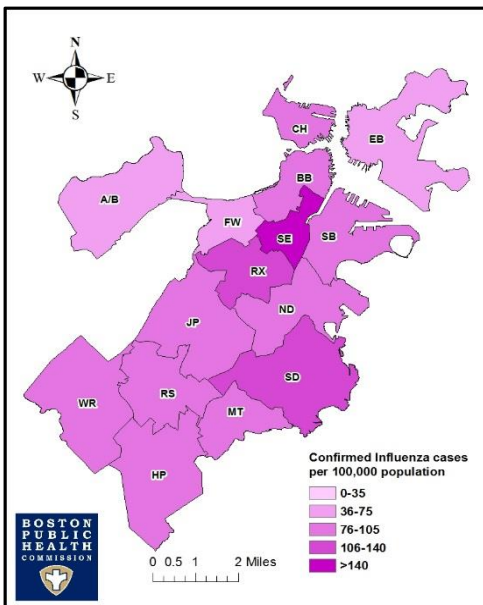 N
W E
S
CH
EB
BB
A/B
FW
SE
SB
RX
ND
JP
SD
WR
RS
MT
HP
Confirmed Influenza cases
per 100,000 population
0-35
36-75
76-105
106-140
>140
BOSTON
PUBLIC
HEALTH
COMMISSION
0 0.5 1 2 Miles